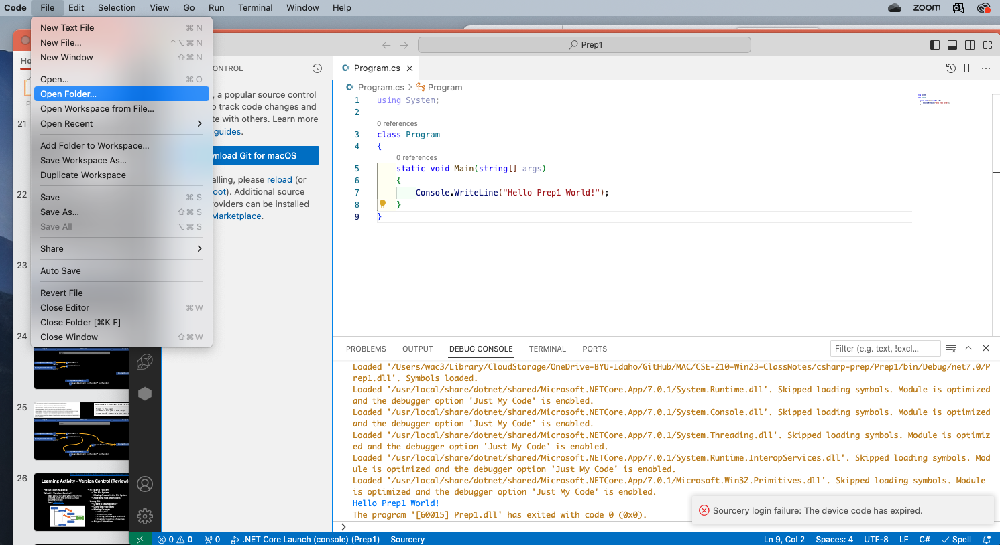 Code File Edit Selection View Go Run Terminal Window Help zoom
New Text File ⌘ N
New File... ^⌥⌘ N
New Window ⇧⌘ N
Open... ⌘ O
Open Folder...
Open Workspace from File...
Open Recent
Add Folder to Workspace...
Save Workspace As...
Duplicate Workspace
Save ⌘ S
Save As... ⇧⌘ S
Save All ⌥⌘ S
Share
Auto Save
Revert File
Close Editor ⌘W
Close Folder [⌘K F]
Close Window ⇧⌘W
Ho
P
21
22
23
24
25
26
Learning Activity - Version Control (Review)
ONTROL
, a popular source control
o track code changes and
te with others. Learn more
guides.
wnload Git for macOS
alling, please reload (or
oot). Additional source
roviders can be installed
Marketplace.
Prep1
Program.cs
Program.cs > Program
1 using System;
2
0 references
3 class Program
4 {
0 references
5 static void Main(string[] args)
6 {
7 Console.WriteLine("Hello Prep1 World!");
8 }
9 }
PROBLEMS OUTPUT DEBUG CONSOLE TERMINAL PORTS Filter (e.g. text, !excl...
Loaded '/Users/wac3/Library/CloudStorage/OneDrive-BYU-Idaho/GitHub/MAC/CSE-210-Win23-ClassNotes/csharp-prep/Prep1/bin/Debug/net7.0/P
rep1.dll'. Symbols loaded.
Loaded '/usr/local/share/dotnet/shared/Microsoft.NETCore.App/7.0.1/System.Runtime.dll'. Skipped loading symbols. Module is optimized
and the debugger option 'Just My Code' is enabled.
Loaded '/usr/local/share/dotnet/shared/Microsoft.NETCore.App/7.0.1/System.Console.dll'. Skipped loading symbols. Module is optimized
and the debugger option 'Just My Code' is enabled.
Loaded '/usr/local/share/dotnet/shared/Microsoft.NETCore.App/7.0.1/System.Threading.dll'. Skipped loading symbols. Module is optimiz
ed and the debugger option 'Just My Code' is enabled.
Loaded '/usr/local/share/dotnet/shared/Microsoft.NETCore.App/7.0.1/System.Runtime.InteropServices.dll'. Skipped loading symbols. Mod
ule is optimized and the debugger option 'Just My Code' is enabled.
Loaded '/usr/local/share/dotnet/shared/Microsoft.NETCore.App/7.0.1/Microsoft.Win32.Primitives.dll'. Skipped loading symbols. Module
is optimized and the debugger option 'Just My Code' is enabled.
Hello Prep1 World!
The program '[60015] Prep1.dll' has exited with code 0 (0x0).
Sourcery login failure: The device code has expired.
0 0 0 .NET Core Launch (console) (Prep1) Sourcery Ln 9, Col 2 Spaces: 4 UTF-8 LF C# Spell